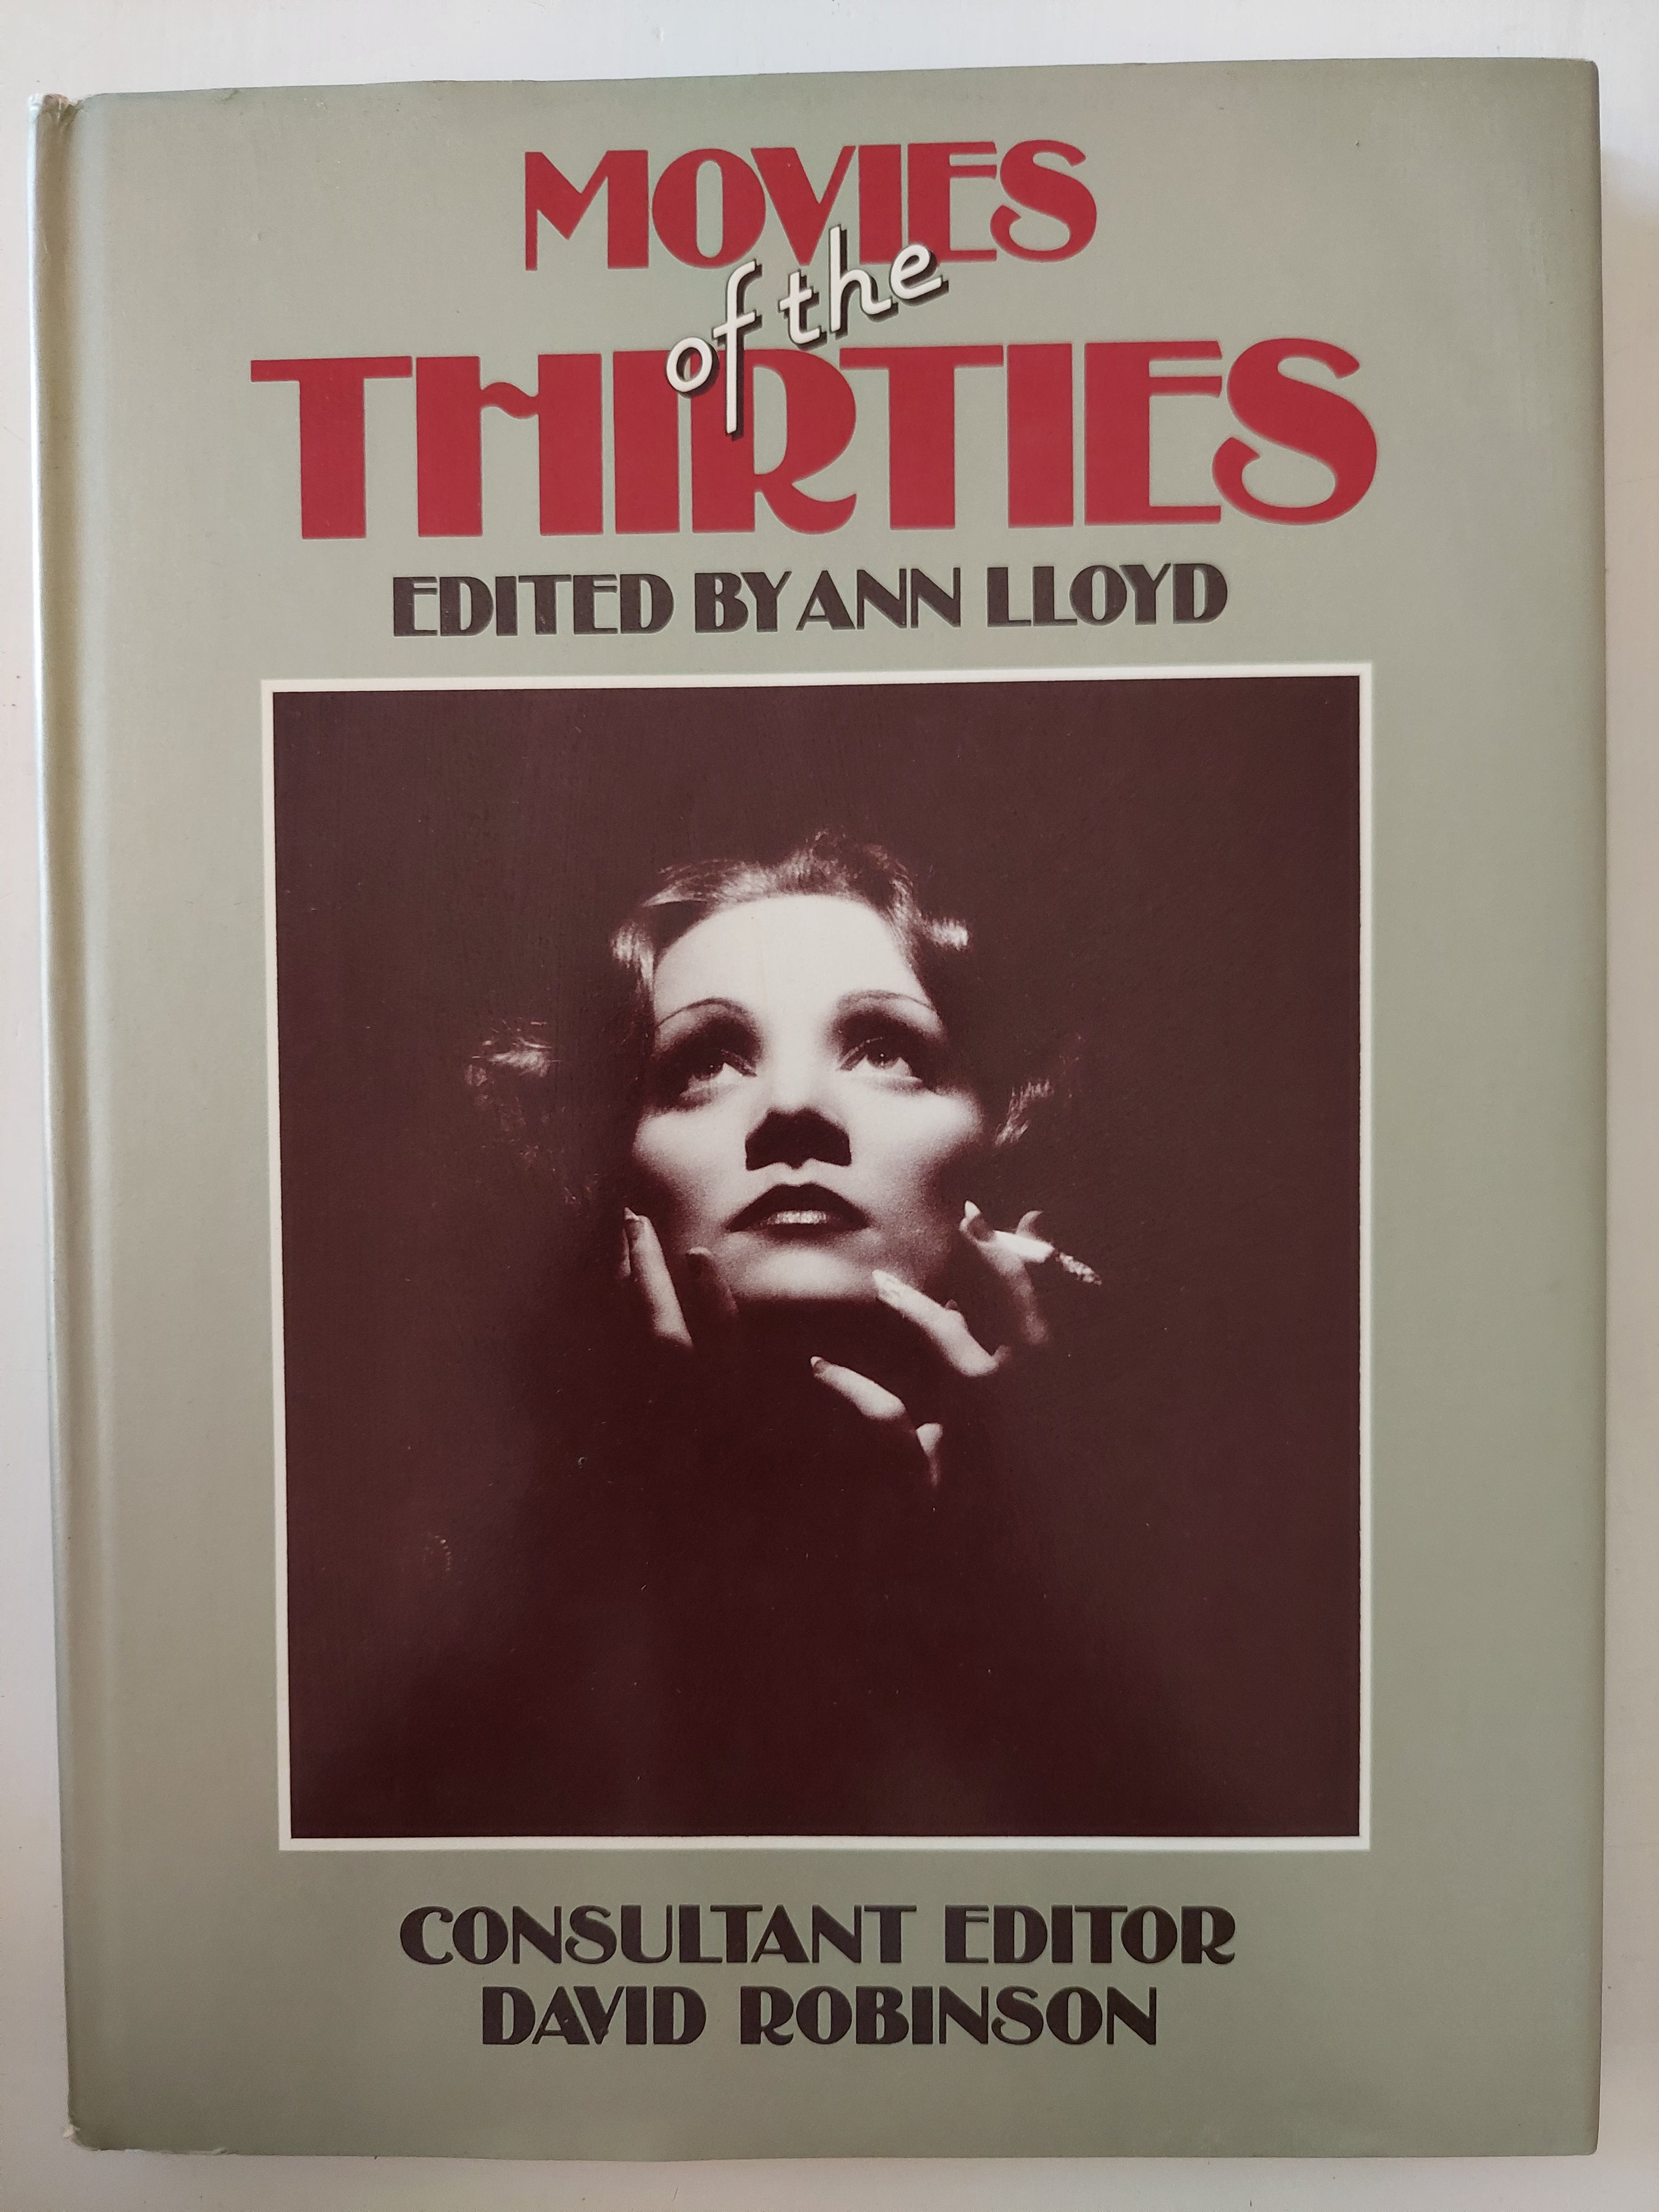 MOVIES
of the
THIRTIES
EDITED BY ANN LLOYD
CONSULTANT EDITOR
DAVID ROBINSON